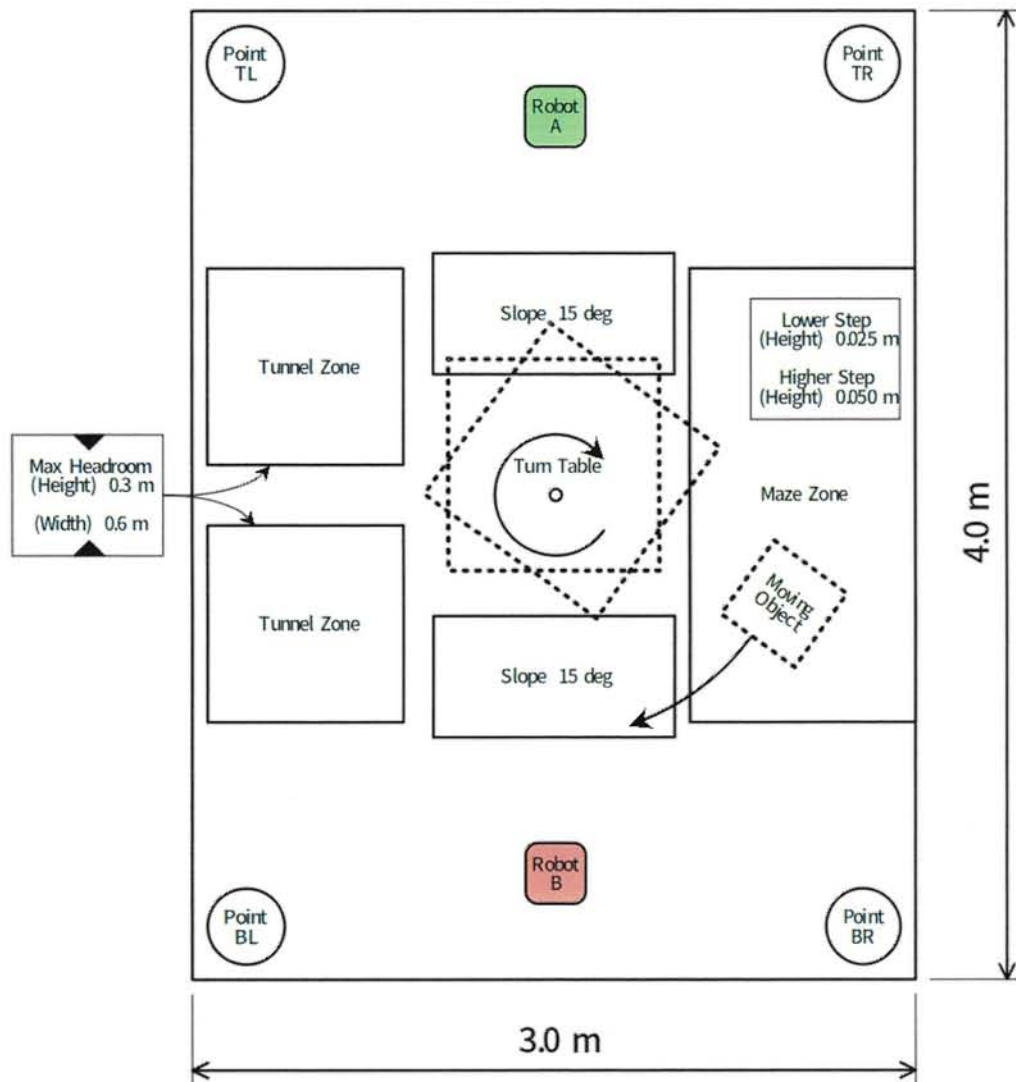 Point
TL
Point
TR
Robot
A
Slope 15 deg
Lower Step
(Height) 0.025 m
Higher Step
(Height) 0.050 m
Tunnel Zone
Max Headroom
(Height) 0.3 m
(Width) 0.6 m
Turn Table
Maze Zone
4.0 m
Moving
Object
Tunnel Zone
Slope 15 deg
Robot
B
Point
BL
Point
BR
3.0 m